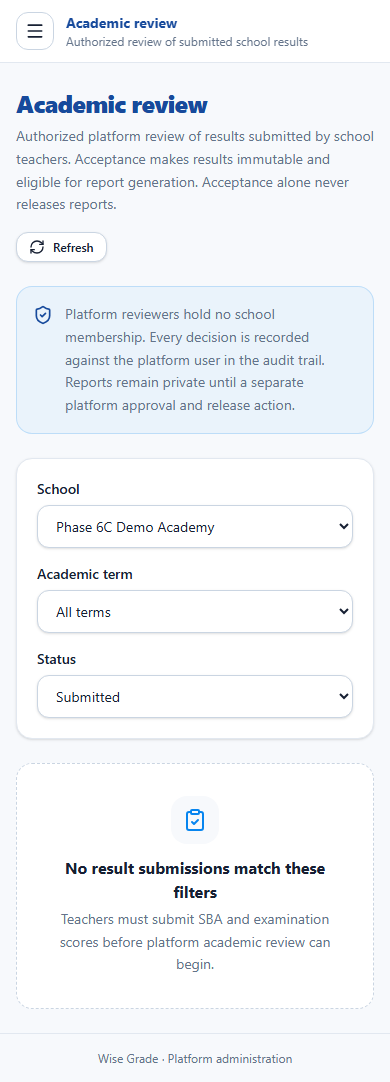 Academic review
Authorized review of submitted school results
Academic review
Authorized platform review of results submitted by school
teachers. Acceptance makes results immutable and
eligible for report generation. Acceptance alone never
releases reports.
Refresh
Platform reviewers hold no school
membership. Every decision is recorded
against the platform user in the audit trail.
Reports remain private until a separate
platform approval and release action.
School
Phase 6C Demo Academy
Academic term
All terms
Status
Submitted
No result submissions match these
filters
Teachers must submit SBA and examination
scores before platform academic review can
begin.
Wise Grade · Platform administration